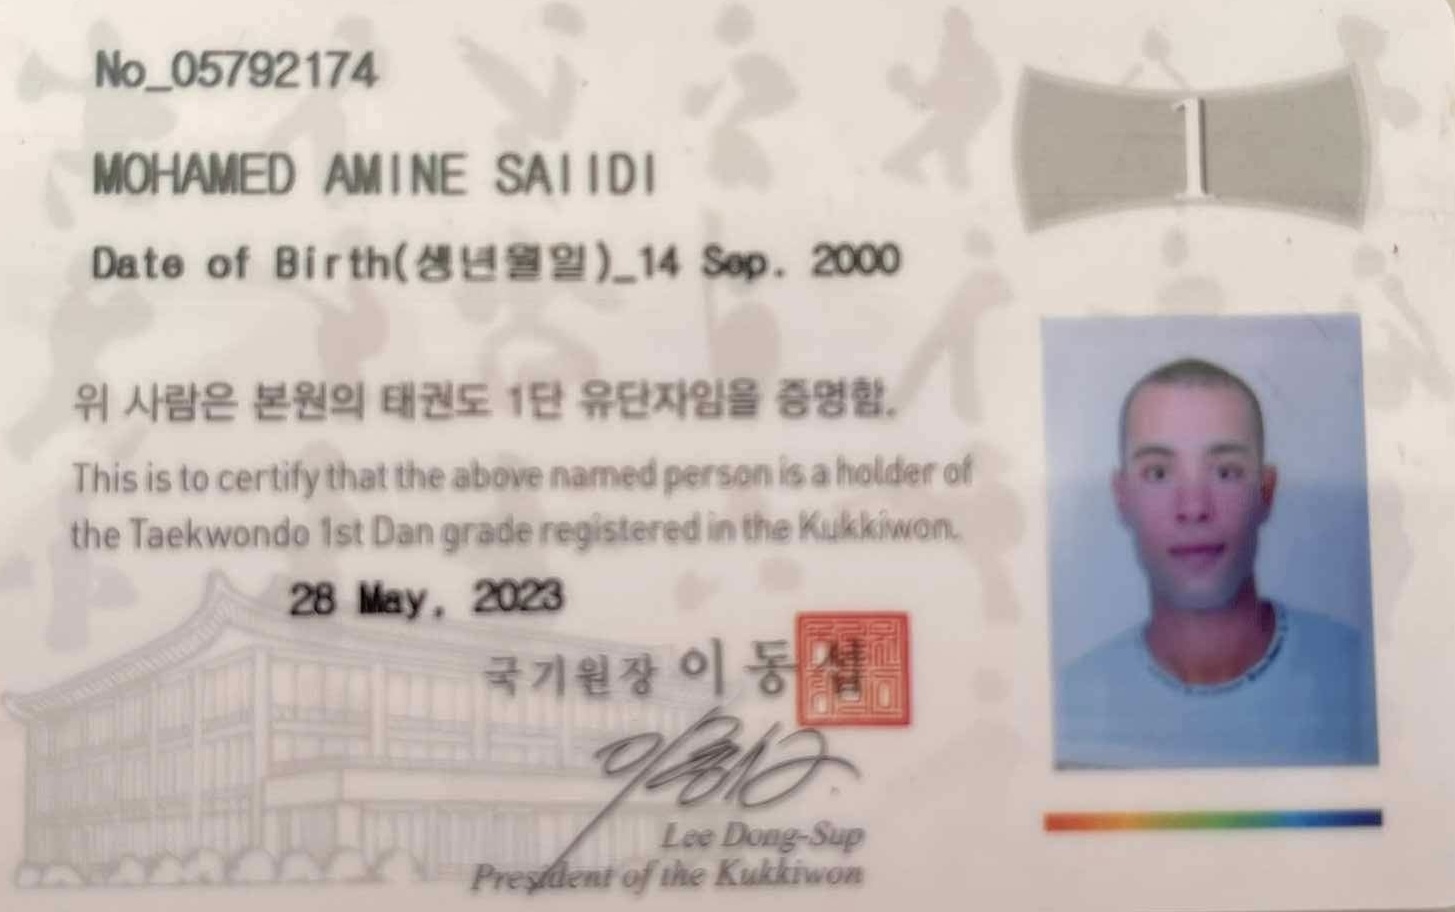 No_05792174
1
MOHAMED AMINE SAIIDI
Date of Birth(생년월일)_14 Sep. 2000
위 사람은 본원의 태권도 1단 유단자임을 증명함.
This is to certify that the above named person is a holder of
the Taekwondo 1st Dan grade registered in the Kukkiwon.
28 May, 2023
국기원장 이 동 섭
Lee Dong-Sup
President of the Kukkiwon